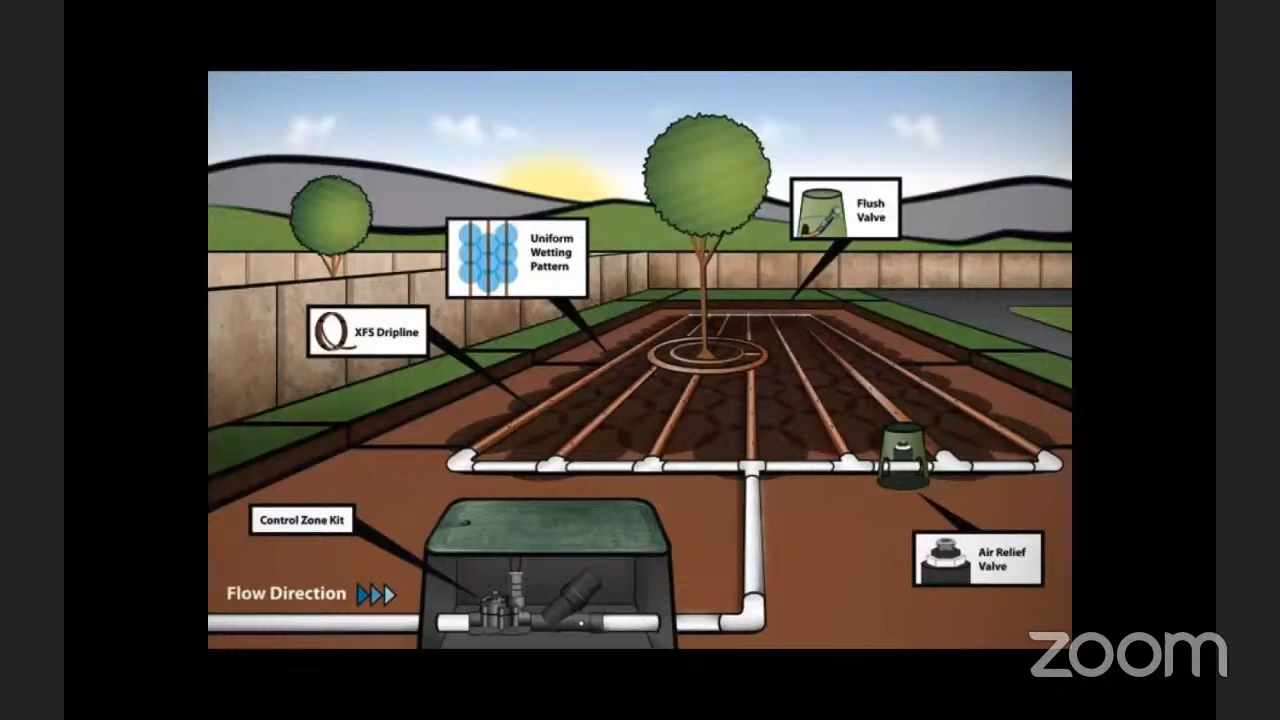 Flush
Valve
Uniform
Wetting
Pattern
XFS Dripline
Control Zone Kit
Air Relief
Valve
Flow Direction
zoom